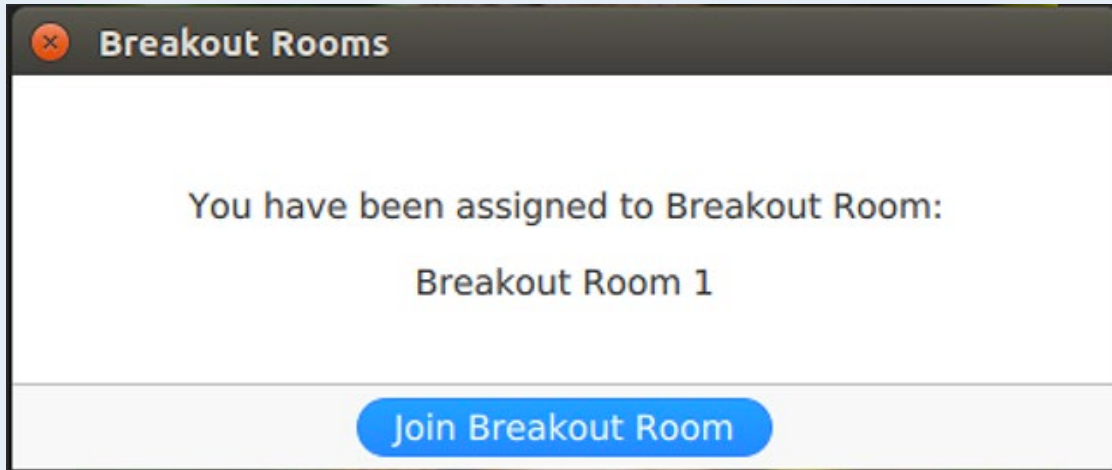 Breakout Rooms
You have been assigned to Breakout Room:
Breakout Room 1
Join Breakout Room